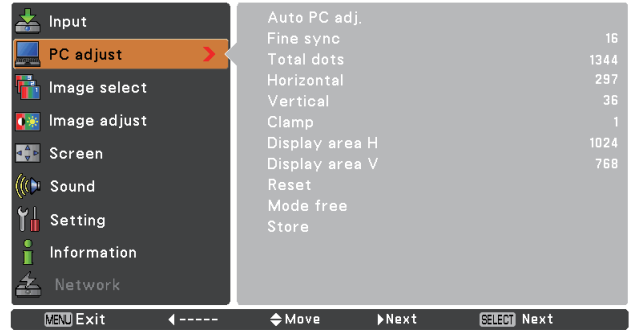 Input
PC adjust
Image select
Image adjust
Screen
Sound
Setting
Information
Network
Auto PC adj.
Fine sync 16
Total dots 1344
Horizontal 297
Vertical 36
Clamp 1
Display area H 1024
Display area V 768
Reset
Mode free
Store
MENU Exit ◀----- ◆Move ▶Next SELECT Next